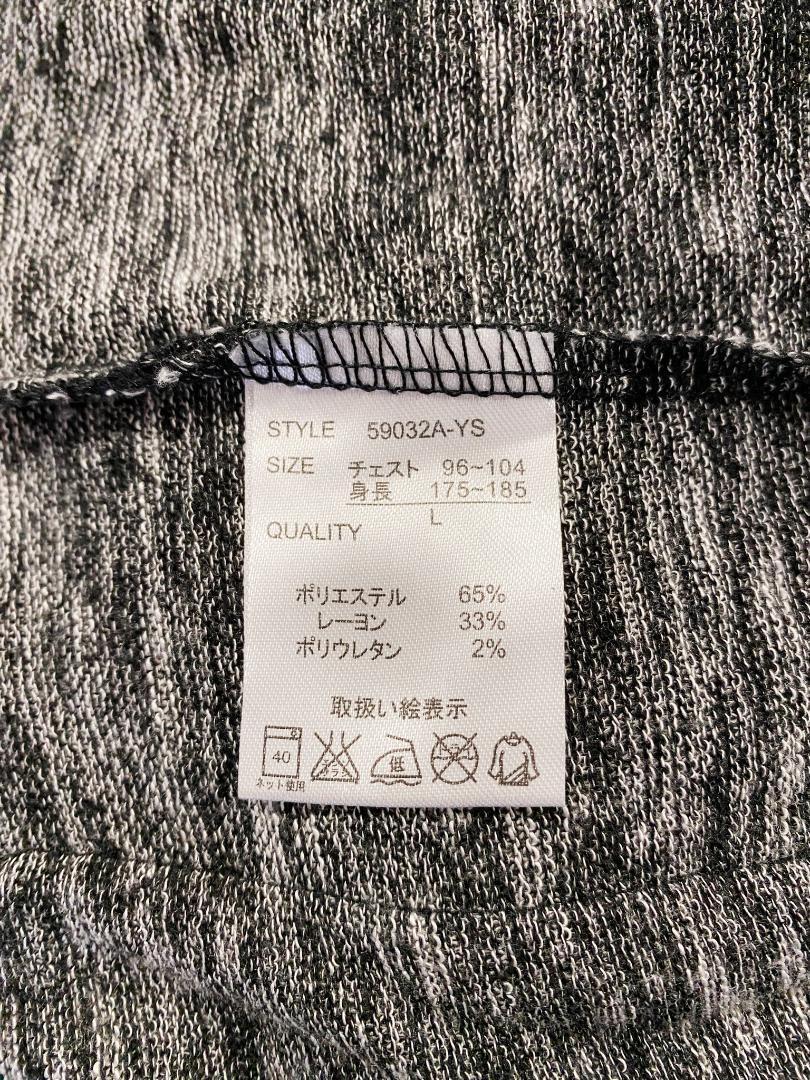 STYLE 59032A-YS
SIZE チェスト 96~104
身長 175~185
L
QUALITY
ポリエステル 65%
レーヨン 33%
ポリウレタン 2%
取扱い絵表示
40 低
ネット使用